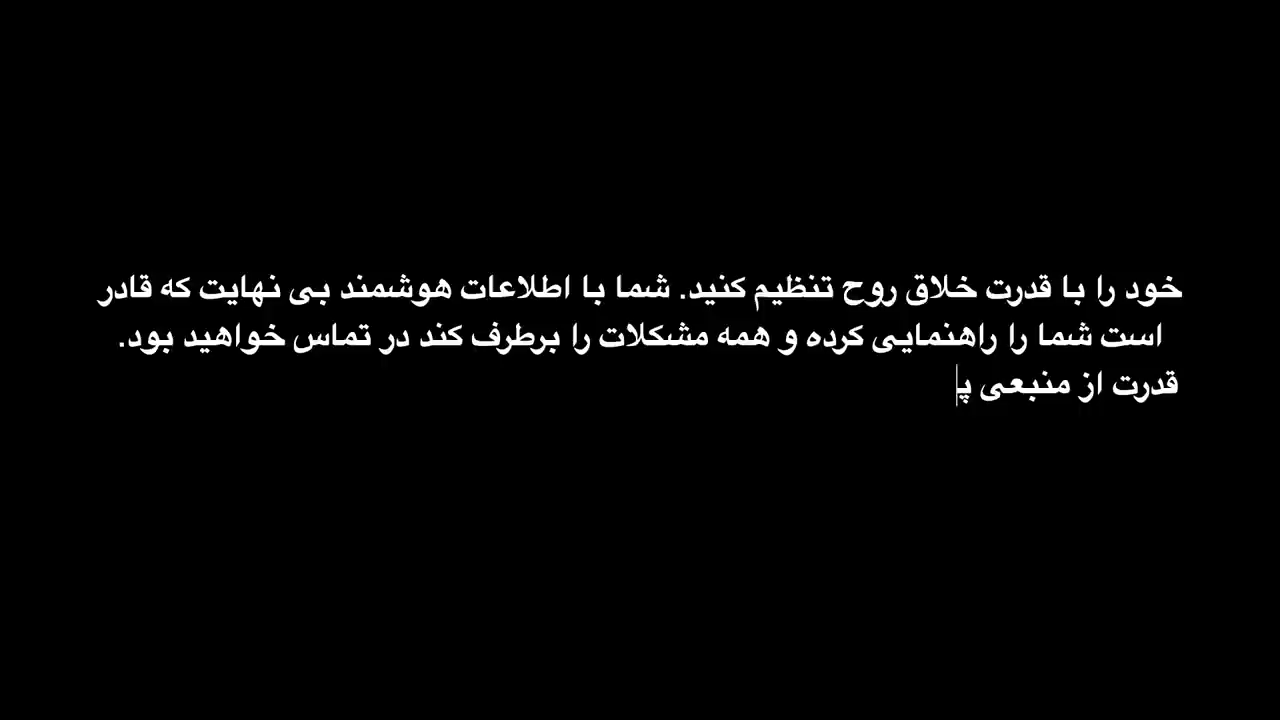 خود را با قدرت خلاق روح تنظیم کنید. شما با اطلاعات هوشمند بی نهایت که قادر
است شما را راهنمایی کرده و همه مشکلات را برطرف کند در تماس خواهید بود.
قدرت از منبعی پ